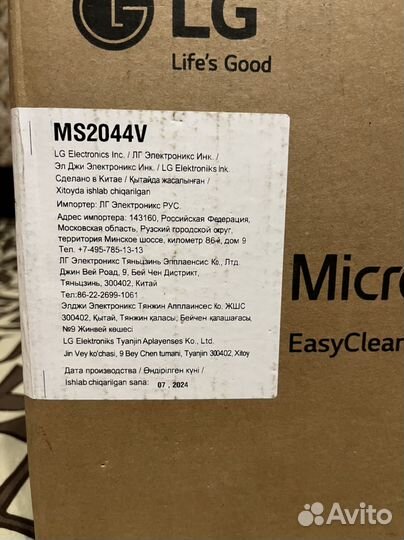 LG
Life's Good
MS2044V
LG Electronics Inc. / ЛГ Электроникс Инк. /
Эл Джи Электроникс Инк. / LG Elektroniks Ink.
Сделано в Китае / Қытайда жасалынған /
Xitoyda ishlab chiqarilgan
Импортер: ЛГ Электроникс РУС.
Адрес импортера: 143160, Российская Федерация,
Московская область, Рузский городской округ,
территория Минское шоссе, километр 86-й, дом 9
Тел. +7-495-785-13-13
ЛГ Электроникс Тяньцзинь Эпплаенсис Ко., Лтд.
Джин Вей Роад, 9, Бей Чен Дистрикт,
Тяньцзинь, 300402, Китай
Тел:86-22-2699-1061
Элджи Электроникс Тянжин Апплаинсес Ко. ЖШС
300402, Қытай, Тянжин қаласы, Бейчен қалашағасы,
№9 Жинвей көшесі
LG Elektroniks Tyanjin Aplayenses Ko., Ltd.
Jin Vey ko'chasi, 9 Bey Chen tumani, Tyanjin 300402, Xitoy
Дата производства / Өндірілген күні /
Ishlab chiqarilgan sana: 07 , 2024
Micro
EasyClean
Avito